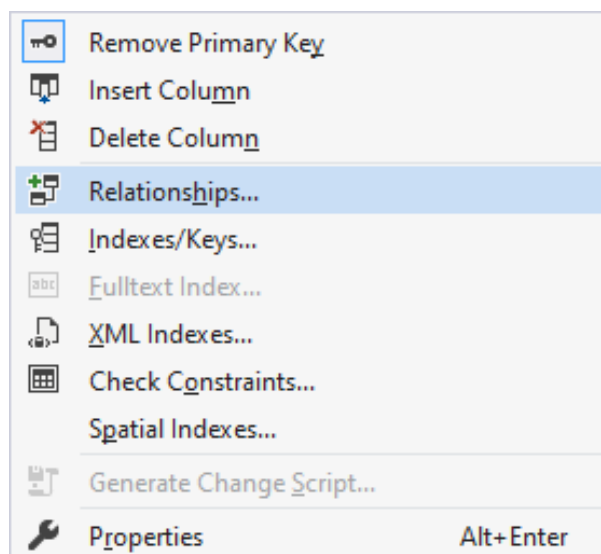 Remove Primary Key
Insert Column
Delete Column
Relationships...
Indexes/Keys...
abc Fulltext Index...
XML Indexes...
Check Constraints...
Spatial Indexes...
Generate Change Script...
Properties Alt+Enter